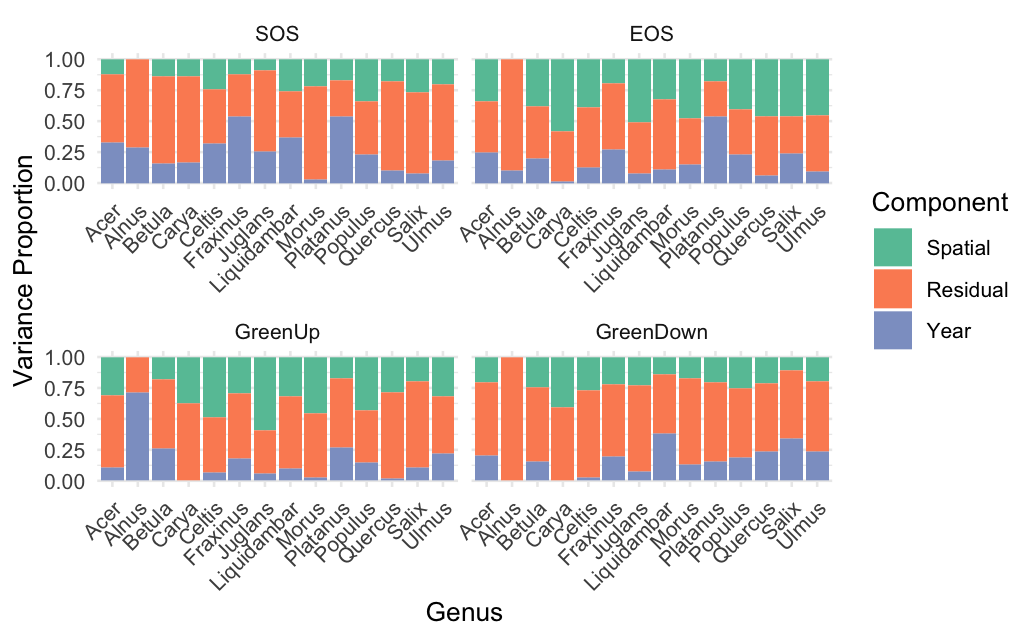 SOS
EOS
1.00
0.75
0.50
0.25
0.00
Acer
Alnus
Betula
Carya
Celtis
Fraxinus
Juglans
Liquidambar
Morus
Platanus
Populus
Quercus
Salix
Ulmus
Acer
Alnus
Betula
Carya
Celtis
Fraxinus
Juglans
Liquidambar
Morus
Platanus
Populus
Quercus
Salix
Ulmus
GreenUp
GreenDown
1.00
0.75
0.50
0.25
0.00
Acer
Alnus
Betula
Carya
Celtis
Fraxinus
Juglans
Liquidambar
Morus
Platanus
Populus
Quercus
Salix
Ulmus
Acer
Alnus
Betula
Carya
Celtis
Fraxinus
Juglans
Liquidambar
Morus
Platanus
Populus
Quercus
Salix
Ulmus
Variance Proportion
Genus
Component
Spatial
Residual
Year